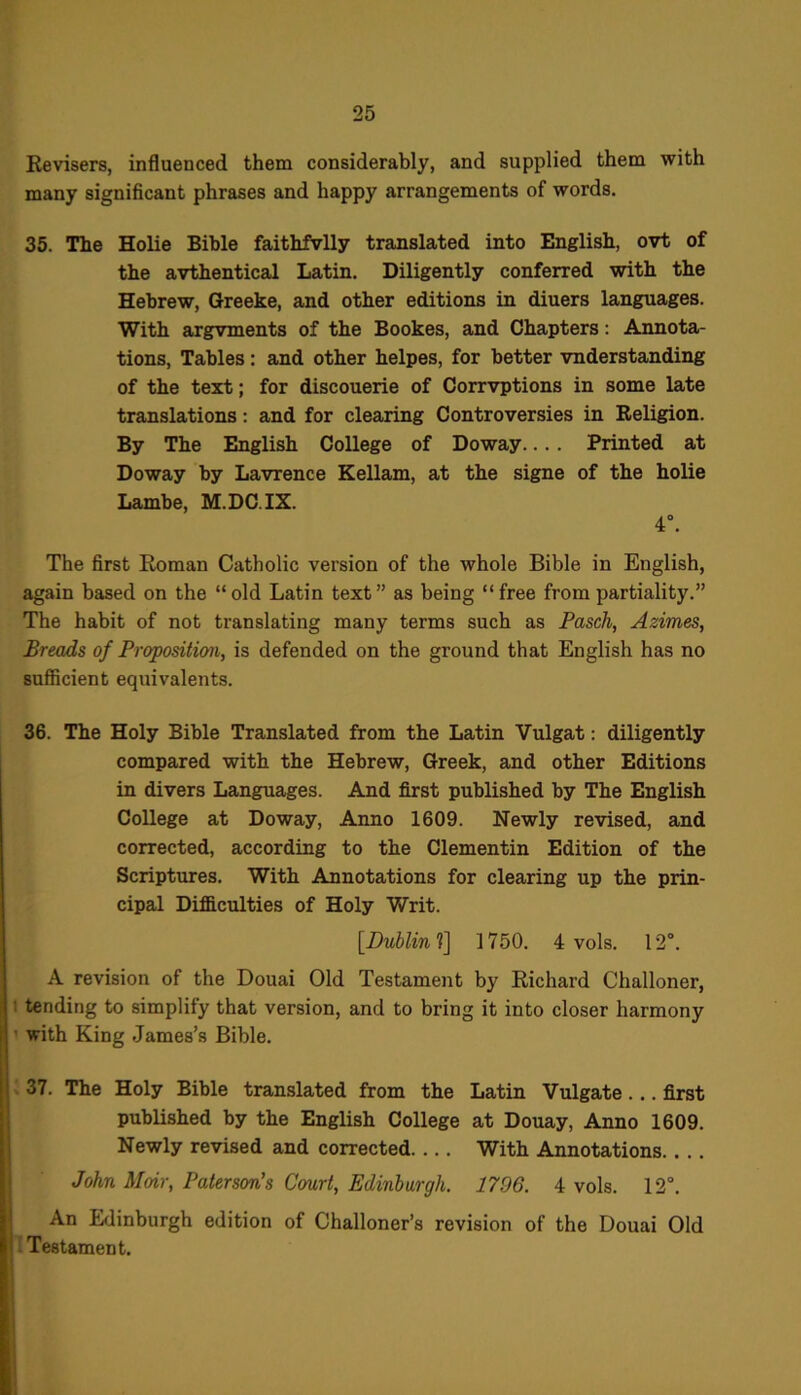 25
Revisers, influenced them considerably, and supplied them with
many significant phrases and happy arrangements of words.
35. The Holie Bible faithfvlly translated into English, ovt of
the avthentical Latin. Diligently conferred with the
Hebrew, Greeke, and other editions in diuers languages.
With argvments of the Bookes, and Chapters: Annota-
tions, Tables: and other helpes, for better vnderstanding
of the text; for discouerie of Corrvptions in some late
translations: and for clearing Controversies in Religion.
By The English College of Doway.... Printed at
Doway by Lavrence Kellam, at the signe of the holie
Lambe, M.DC.IX.
4°.
The first Roman Catholic version of the whole Bible in English,
again based on the “old Latin text” as being “free from partiality.”
The habit of not translating many terms such as Pasch, Azimes,
Breads of Proposition, is defended on the ground that English has no
sufficient equivalents.
36. The Holy Bible Translated from the Latin Vulgat: diligently
compared with the Hebrew, Greek, and other Editions
in divers Languages. And first published by The English
College at Doway, Anno 1609. Newly revised, and
corrected, according to the Clementin Edition of the
Scriptures. With Annotations for clearing up the prin-
cipal Difficulties of Holy Writ.
[Dublin?] 1750. 4 vols. 12°.
A revision of the Douai Old Testament by Richard Challoner,
tending to simplify that version, and to bring it into closer harmony
with King James's Bible.
37. The Holy Bible translated from the Latin Vulgate... first
published by the English College at Douay, Anno 1609.
Newly revised and corrected.... With Annotations....
John Moir, Paterson's Court, Edinburgh. 1796. 4 vols. 12°.
An Edinburgh edition of Challoner's revision of the Douai Old
Testament.